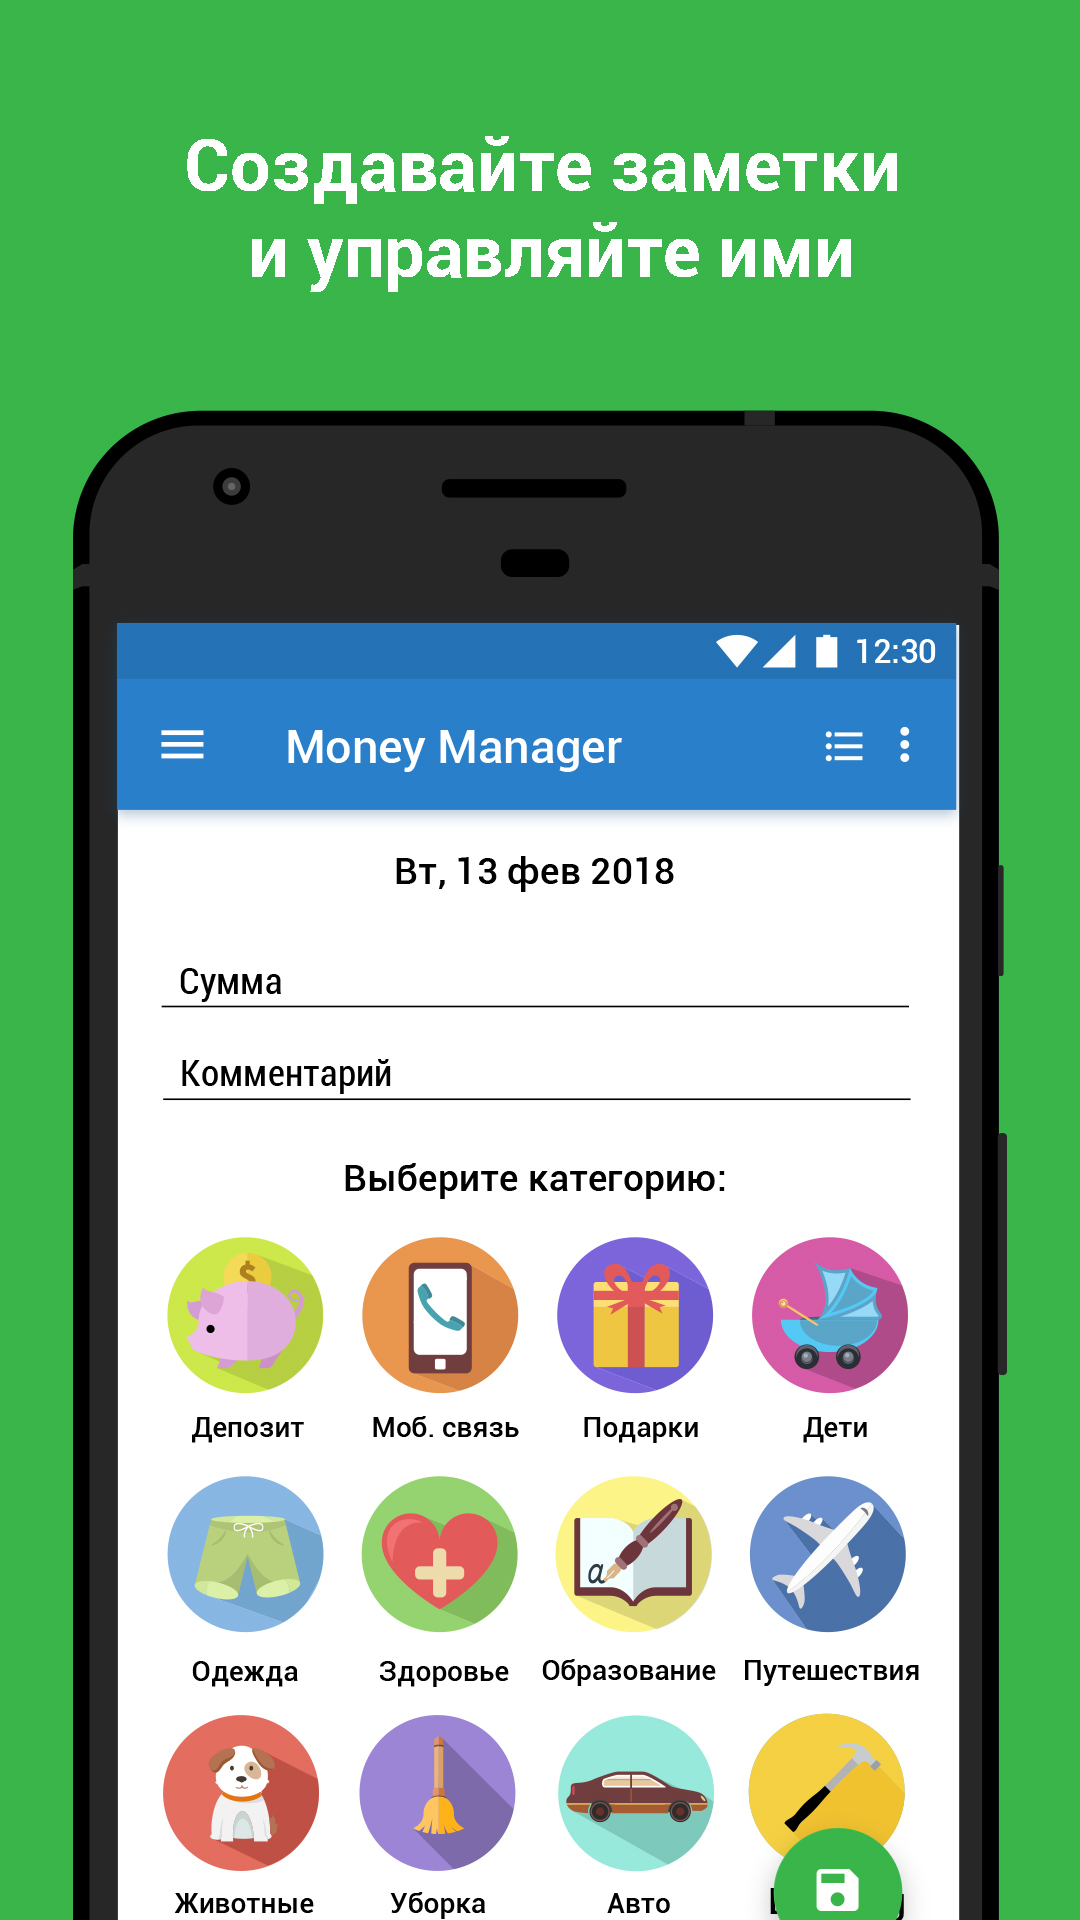 Создавайте заметки
и управляйте ими
12:30
Money Manager
Вт, 13 фев 2018
Сумма
Комментарий
Выберите категорию:
$
a
Депозит Моб. связь Подарки Дети
Одежда Здоровье Образование Путешествия
Животные Уборка Авто